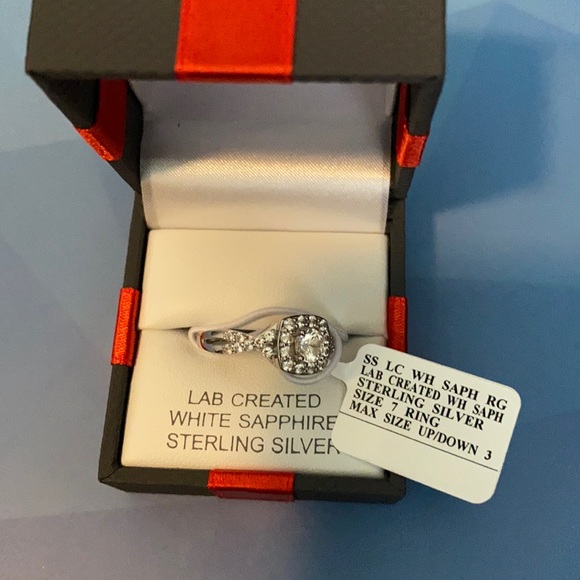 LAB CREATED
WHITE SAPPHIRE
STERLING SILVER
SS LC WH SAPH RG
LAB CREATED WH SAPH
STERLING SILVER
SIZE 7 RING
MAX SIZE UP/DOWN 3